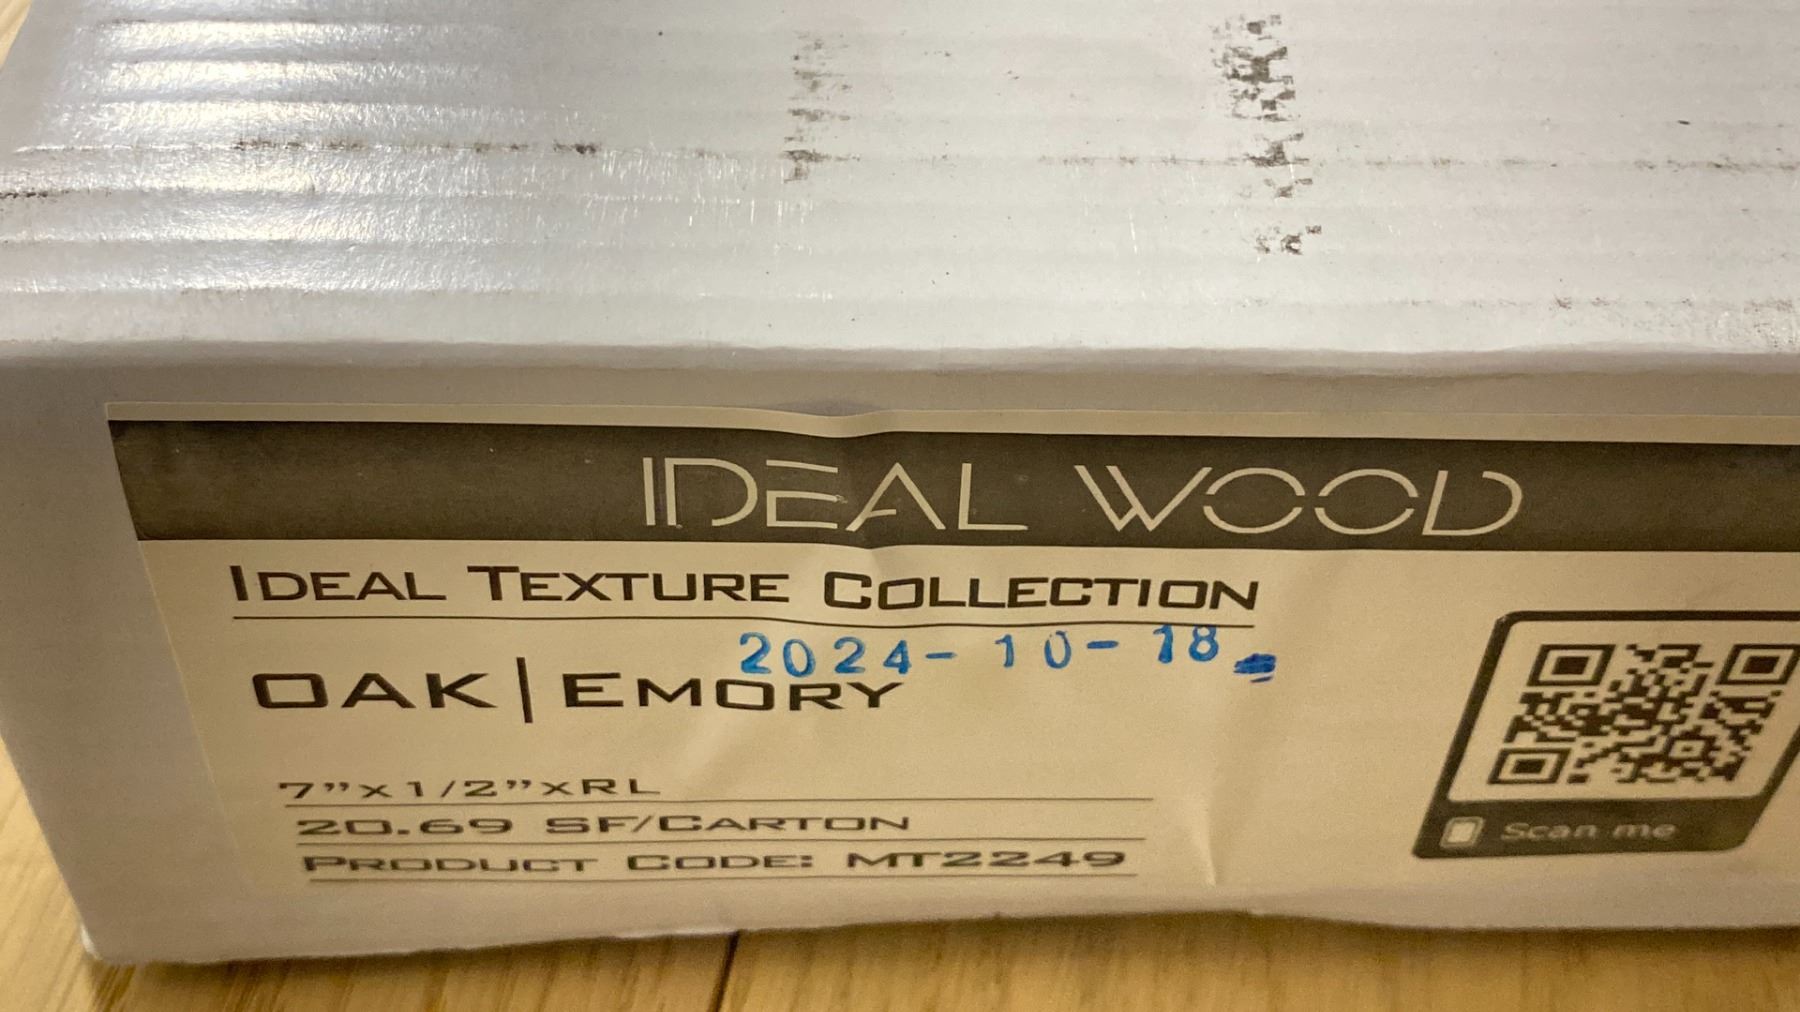 IDEAL WOOD
IDEAL TEXTURE COLLECTION
2024-10-18
OAK | EMORY
7”x1/2”xRL
20.69 SF/CARTON
PRODUCT CODE: MT2249
Scan me